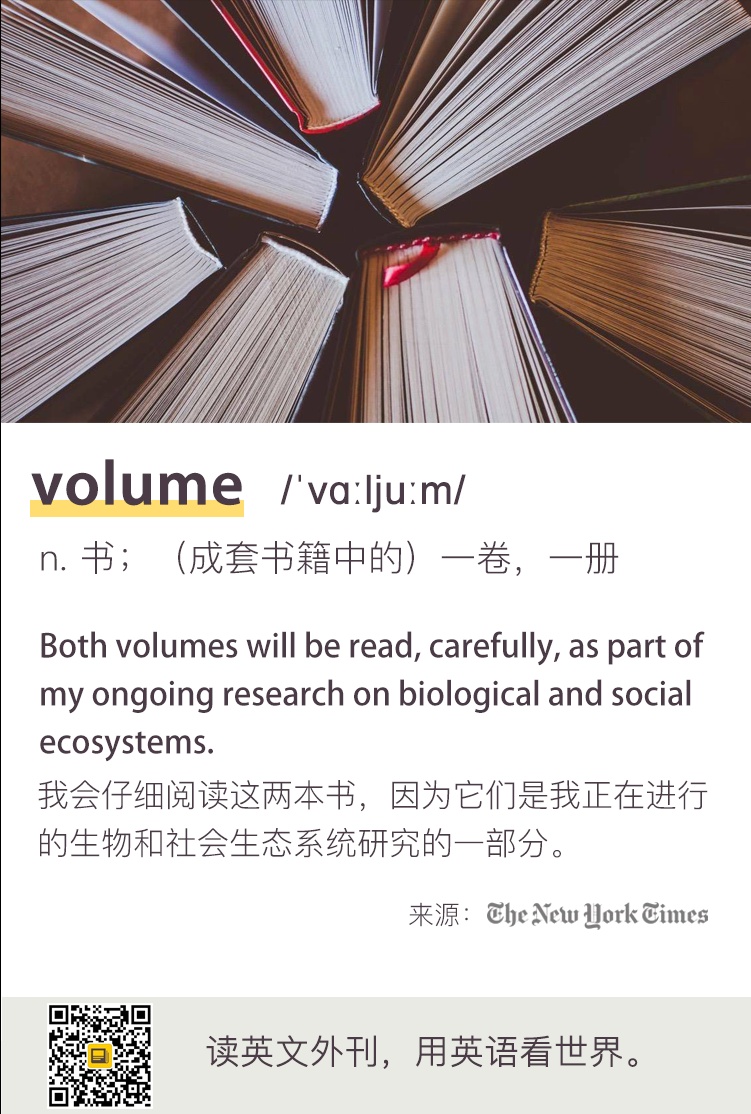 volume /ˈvɑːljuːm/
n. 书； （成套书籍中的）一卷，一册
Both volumes will be read, carefully, as part of
my ongoing research on biological and social
ecosystems.
我会仔细阅读这两本书，因为它们是我正在进行
的生物和社会生态系统研究的一部分。
来源：The New York Times
读英文外刊，用英语看世界。